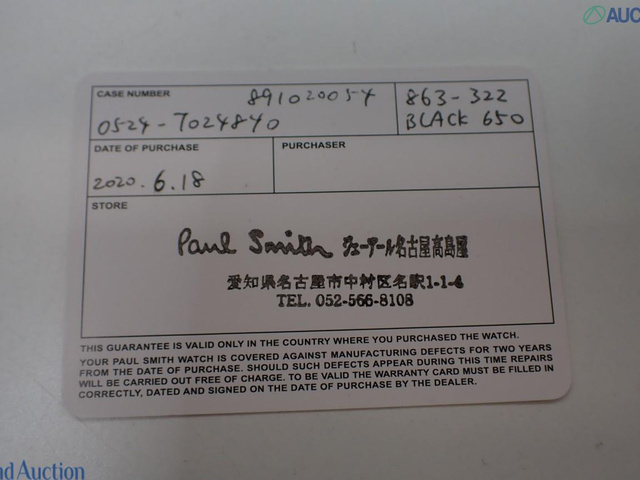 AUC
CASE NUMBER
891020054
863-322
0524-7024840
BLACK 650
DATE OF PURCHASE
PURCHASER
2020.6.18
STORE
Paul Smith ジェーアール名古屋高島屋
愛知県名古屋市中村区名駅1-1-4
TEL. 052-566-8108
THIS GUARANTEE IS VALID ONLY IN THE COUNTRY WHERE YOU PURCHASED THE WATCH.
YOUR PAUL SMITH WATCH IS COVERED AGAINST MANUFACTURING DEFECTS FOR TWO YEARS
FROM THE DATE OF PURCHASE. SHOULD SUCH DEFECTS APPEAR DURING THIS TIME REPAIRS
WILL BE CARRIED OUT FREE OF CHARGE. TO BE VALID THE WARRANTY CARD MUST BE FILLED IN
CORRECTLY, DATED AND SIGNED ON THE DATE OF PURCHASE BY THE DEALER.
nd Auction